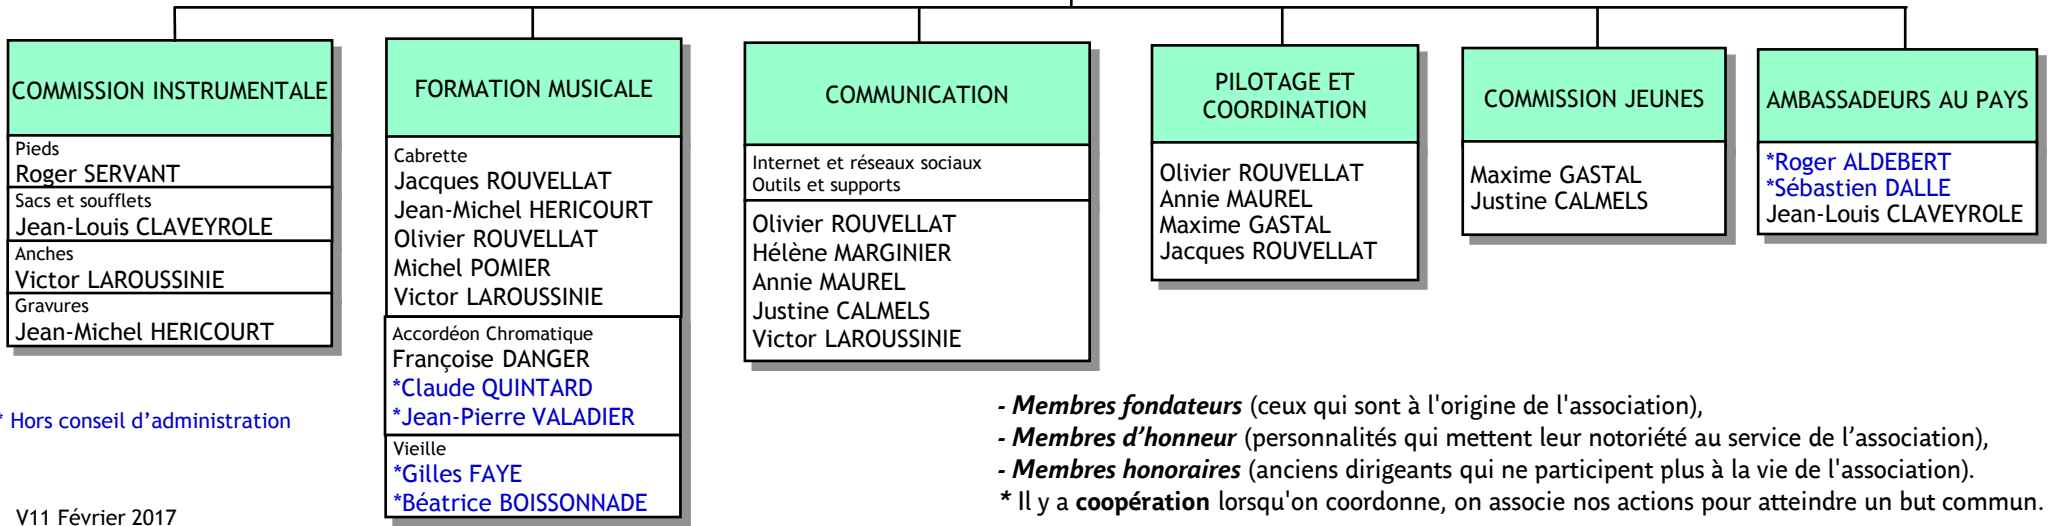 COMMISSION INSTRUMENTALE
Pieds
Roger SERVANT
Sacs et soufflets
Jean-Louis CLAVEYROLE
Anches
Victor LAROUSSINIE
Gravures
Jean-Michel HERICOURT
FORMATION MUSICALE
Cabrette
Jacques ROUVELLAT
Jean-Michel HERICOURT
Olivier ROUVELLAT
Michel POMIER
Victor LAROUSSINIE
Accordéon Chromatique
Françoise DANGER
*Claude QUINTARD
*Jean-Pierre VALADIER
Vieille
*Gilles FAYE
*Béatrice BOISSONNADE
COMMUNICATION
Internet et réseaux sociaux
Outils et supports
Olivier ROUVELLAT
Hélène MARGINIER
Annie MAUREL
Justine CALMELS
Victor LAROUSSINIE
PILOTAGE ET
COORDINATION
Olivier ROUVELLAT
Annie MAUREL
Maxime GASTAL
Jacques ROUVELLAT
COMMISSION JEUNES
Maxime GASTAL
Justine CALMELS
AMBASSADEURS AU PAYS
*Roger ALDEBERT
*Sébastien DALLE
Jean-Louis CLAVEYROLE
* Hors conseil d’administration
V11 Février 2017
- Membres fondateurs (ceux qui sont à l'origine de l'association),
- Membres d’honneur (personnalités qui mettent leur notoriété au service de l’association),
- Membres honoraires (anciens dirigeants qui ne participent plus à la vie de l'association).
* Il y a coopération lorsqu'on coordonne, on associe nos actions pour atteindre un but commun.